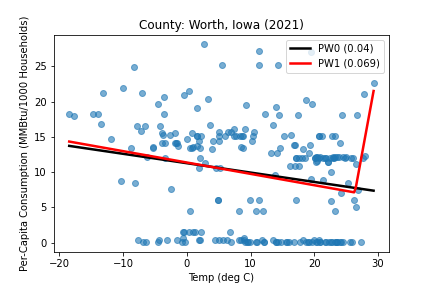 County: Worth, Iowa (2021)
PW0 (0.04)
PW1 (0.069)
Per-Capita Consumption (MMBtu/1000 Households)
25
20
15
10
5
0
−20
−10
0
10
20
30
Temp (deg C)